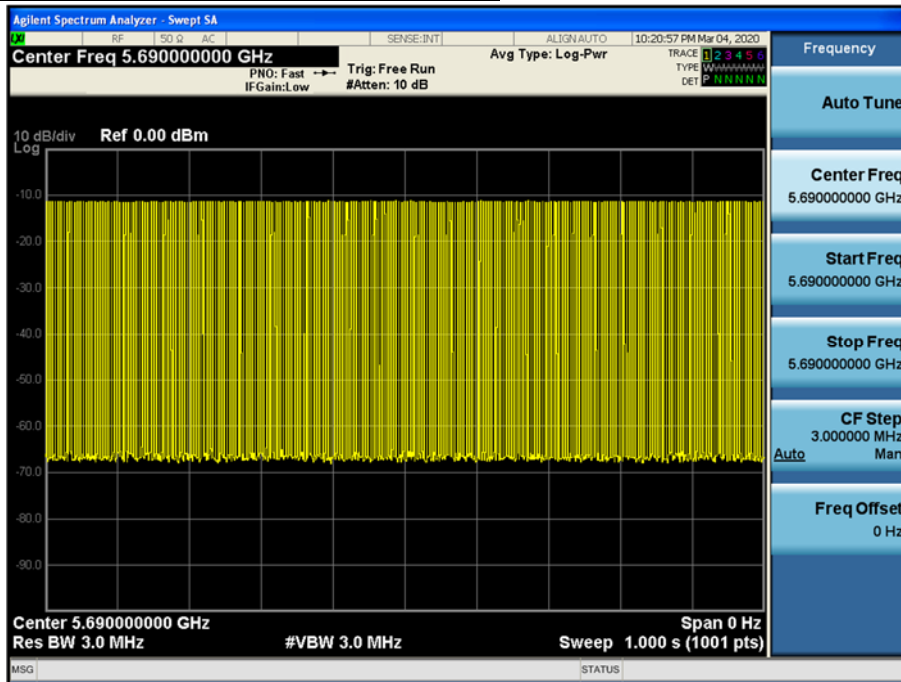 Agilent Spectrum Analyzer - Swept SA
LXI RF 50 Ω AC SENSE:INT ALIGN AUTO 10:20:57 PM Mar 04, 2020
Center Freq 5.690000000 GHz
PNO: Fast
IFGain:Low
Trig: Free Run
#Atten: 10 dB
Avg Type: Log-Pwr
TRACE 1 2 3 4 5 6
TYPE
DET P N N N N N
10 dB/div Ref 0.00 dBm
Log
-10.0
-20.0
-30.0
-40.0
-50.0
-60.0
-70.0
-80.0
-90.0
Center 5.690000000 GHz Span 0 Hz
Res BW 3.0 MHz #VBW 3.0 MHz Sweep 1.000 s (1001 pts)
MSG STATUS
Frequency
Auto Tune
Center Freq
5.690000000 GHz
Start Freq
5.690000000 GHz
Stop Freq
5.690000000 GHz
CF Step
3.000000 MHz
Auto Man
Freq Offset
0 Hz